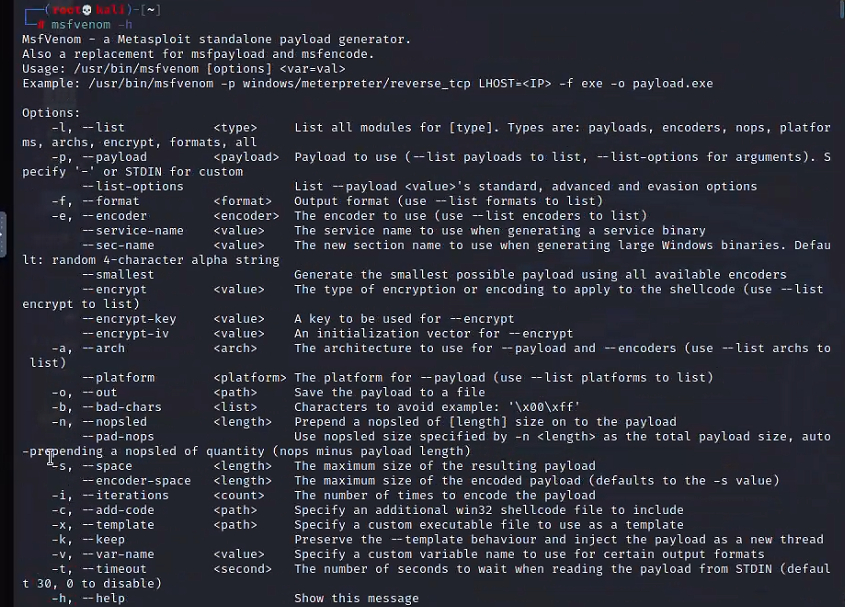 (root💀kali)-[~]
# msfvenom -h
MsfVenom - a Metasploit standalone payload generator.
Also a replacement for msfpayload and msfencode.
Usage: /usr/bin/msfvenom [options] <var-val>
Example: /usr/bin/msfvenom -p windows/meterpreter/reverse_tcp LHOST=<IP> -f exe -o payload.exe
Options:
-l, --list <type> List all modules for [type]. Types are: payloads, encoders, nops, platfor
ms, archs, encrypt, formats, all
-p, --payload <payload> Payload to use (--list payloads to list, --list-options for arguments). S
pecify '-' or STDIN for custom
--list-options List --payload <value>'s standard, advanced and evasion options
-f, --format <format> Output format (use --list formats to list)
-e, --encoder <encoder> The encoder to use (use --list encoders to list)
--service-name <value> The service name to use when generating a service binary
--sec-name <value> The new section name to use when generating large Windows binaries. Defau
lt: random 4-character alpha string
--smallest Generate the smallest possible payload using all available encoders
--encrypt <value> The type of encryption or encoding to apply to the shellcode (use --list
encrypt to list)
--encrypt-key <value> A key to be used for --encrypt
--encrypt-iv <value> An initialization vector for --encrypt
-a, --arch <arch> The architecture to use for --payload and --encoders (use --list archs to
list)
--platform <platform> The platform for --payload (use --list platforms to list)
-o, --out <path> Save the payload to a file
-b, --bad-chars <list> Characters to avoid example: '\x00\xff'
-n, --nopsled <length> Prepend a nopsled of [length] size on to the payload
--pad-nops Use nopsled size specified by -n <length> as the total payload size, auto
-prepending a nopsled of quantity (nops minus payload length)
-s, --space <length> The maximum size of the resulting payload
--encoder-space <length> The maximum size of the encoded payload (defaults to the -s value)
-i, --iterations <count> The number of times to encode the payload
-c, --add-code <path> Specify an additional win32 shellcode file to include
-x, --template <path> Specify a custom executable file to use as a template
-k, --keep Preserve the --template behaviour and inject the payload as a new thread
-v, --var-name <value> Specify a custom variable name to use for certain output formats
-t, --timeout <second> The number of seconds to wait when reading the payload from STDIN (defaul
t 30, 0 to disable)
-h, --help Show this message